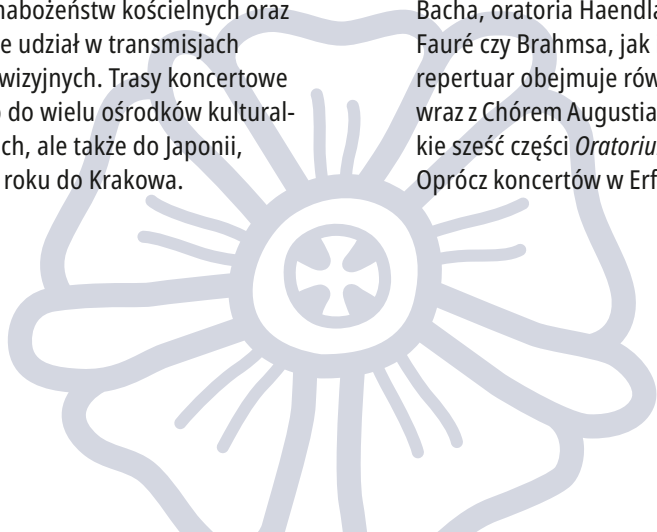 nabożeństw kościelnych oraz
e udział w transmisjach
wizyjnych. Trasy koncertowe
do wielu ośrodków kultural-
ch, ale także do Japonii,
roku do Krakowa.
Bacha, oratoria Haendla
Fauré czy Brahmsa, jak
repertuar obejmuje rów
wraz z Chórem Augustia
kie sześć części Oratoriu
Oprócz koncertów w Erf